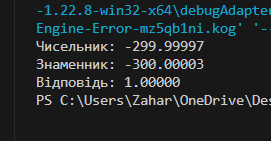 -1.22.8-win32-x64\debugAdapter
Engine-Error-mz5qb1ni.kog' '--
Чисельник: -299.99997
Знаменник: -300.00003
Відповідь: 1.00000
PS C:\Users\Zahar\OneDrive\Des